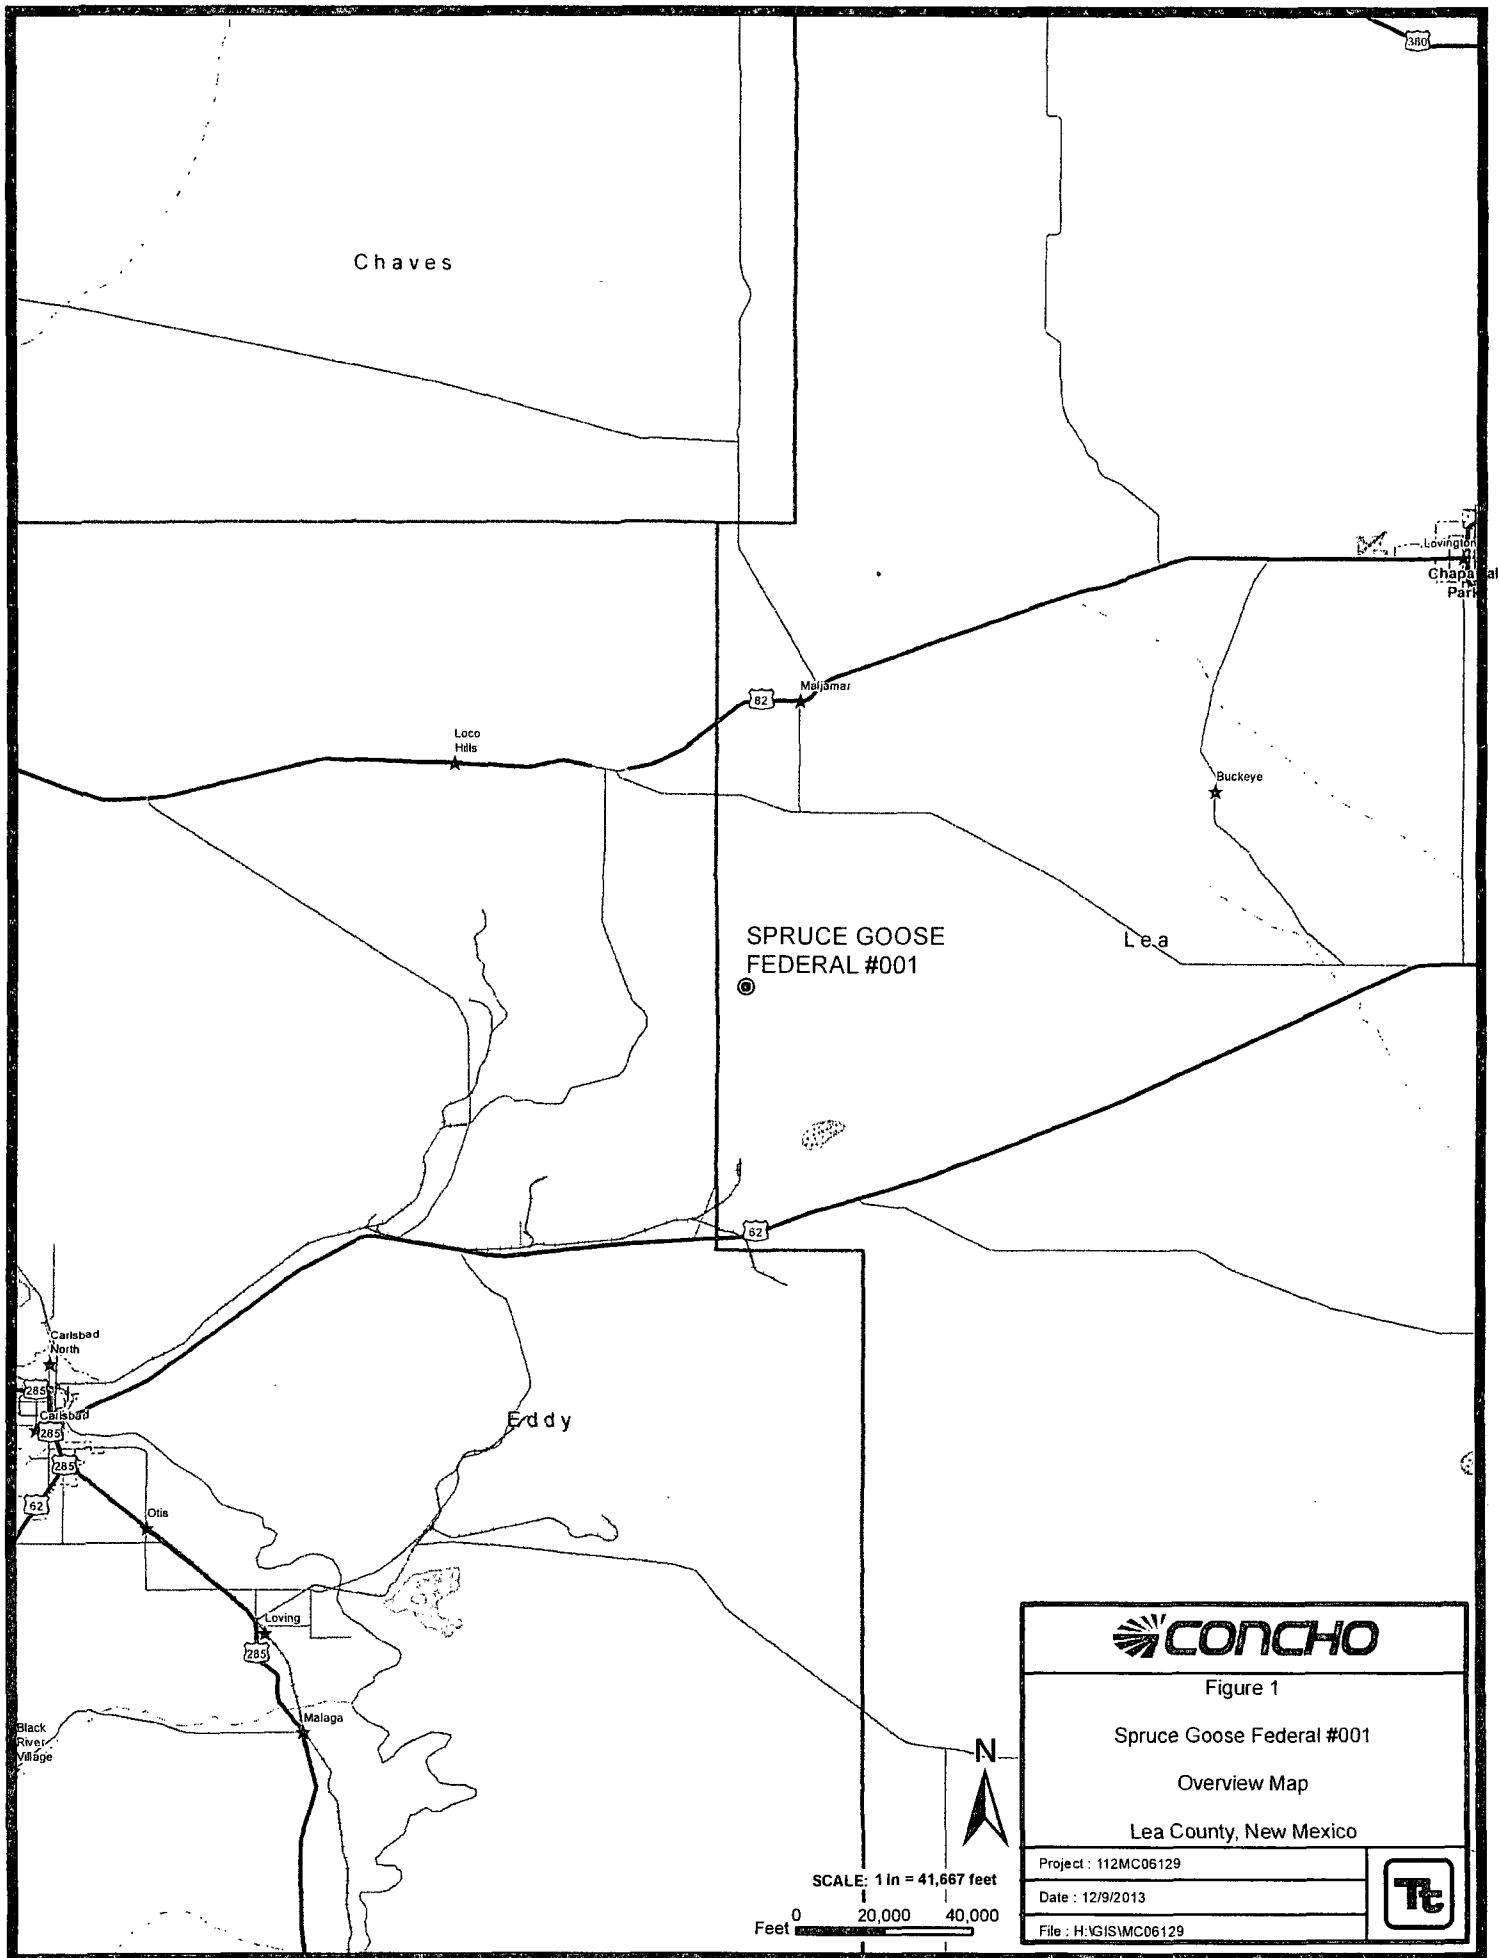 380
Chaves
Lovington
Chaparral
Park
Maljamar
82
Loco
Hills
Buckeye
SPRUCE GOOSE
FEDERAL #001
Lea
62
Carlsbad
North
285
Carlsbad
285
Eddy
285
62
Otis
Loving
285
Malaga
Black
River
Village
N
SCALE: 1 in = 41,667 feet
0 20,000 40,000
Feet
CONCHO
Figure 1
Spruce Goose Federal #001
Overview Map
Lea County, New Mexico
Project : 112MC06129
Date : 12/9/2013
File : H:\GIS\MC06129
Tt